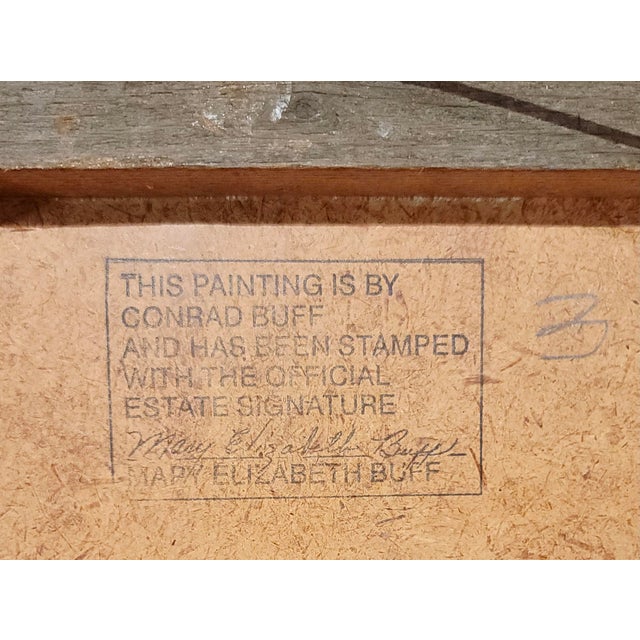 THIS PAINTING IS BY
CONRAD BUFF
AND HAS BEEN STAMPED
WITH THE OFFICIAL
ESTATE SIGNATURE
Mary Elizabeth Buff
MARY ELIZABETH BUFF
3